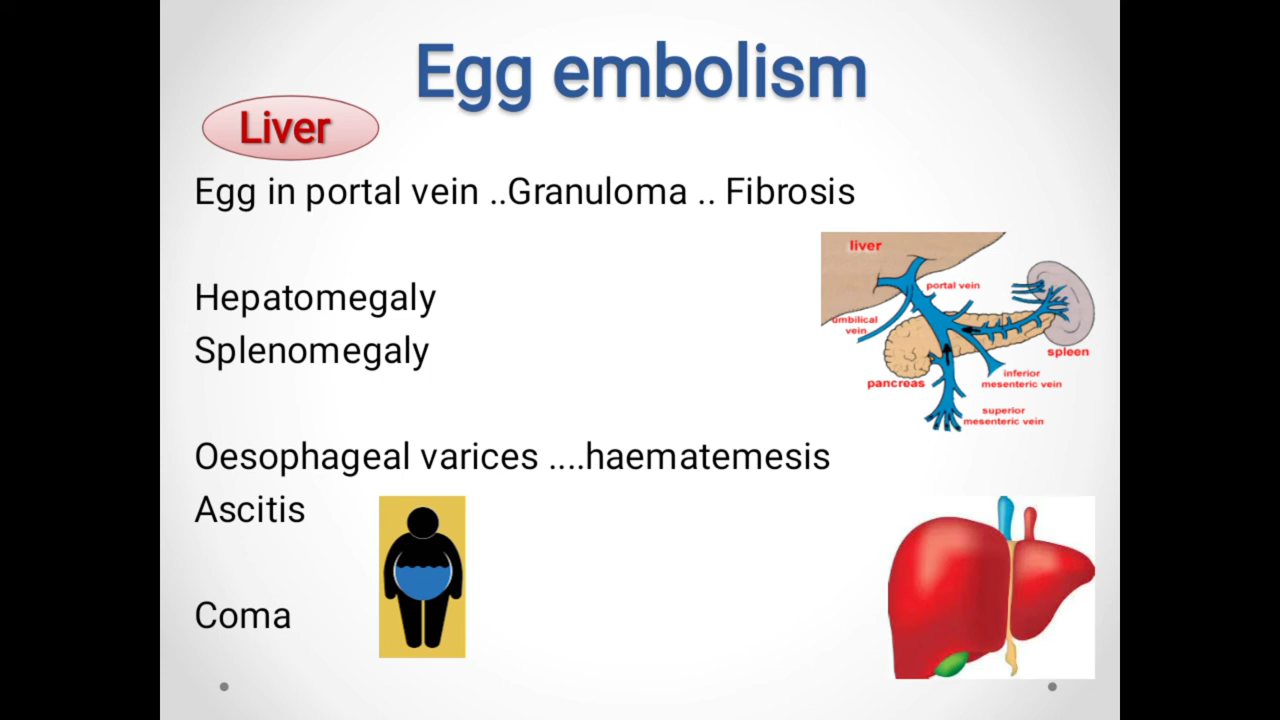 Egg embolism
Liver
Egg in portal vein ..Granuloma .. Fibrosis
liver
portal vein
umbilical
vein
spleen
pancreas
inferior
mesenteric vein
superior
mesenteric vein
Hepatomegaly
Splenomegaly
Oesophageal varices ....haematemesis
Ascitis
Coma